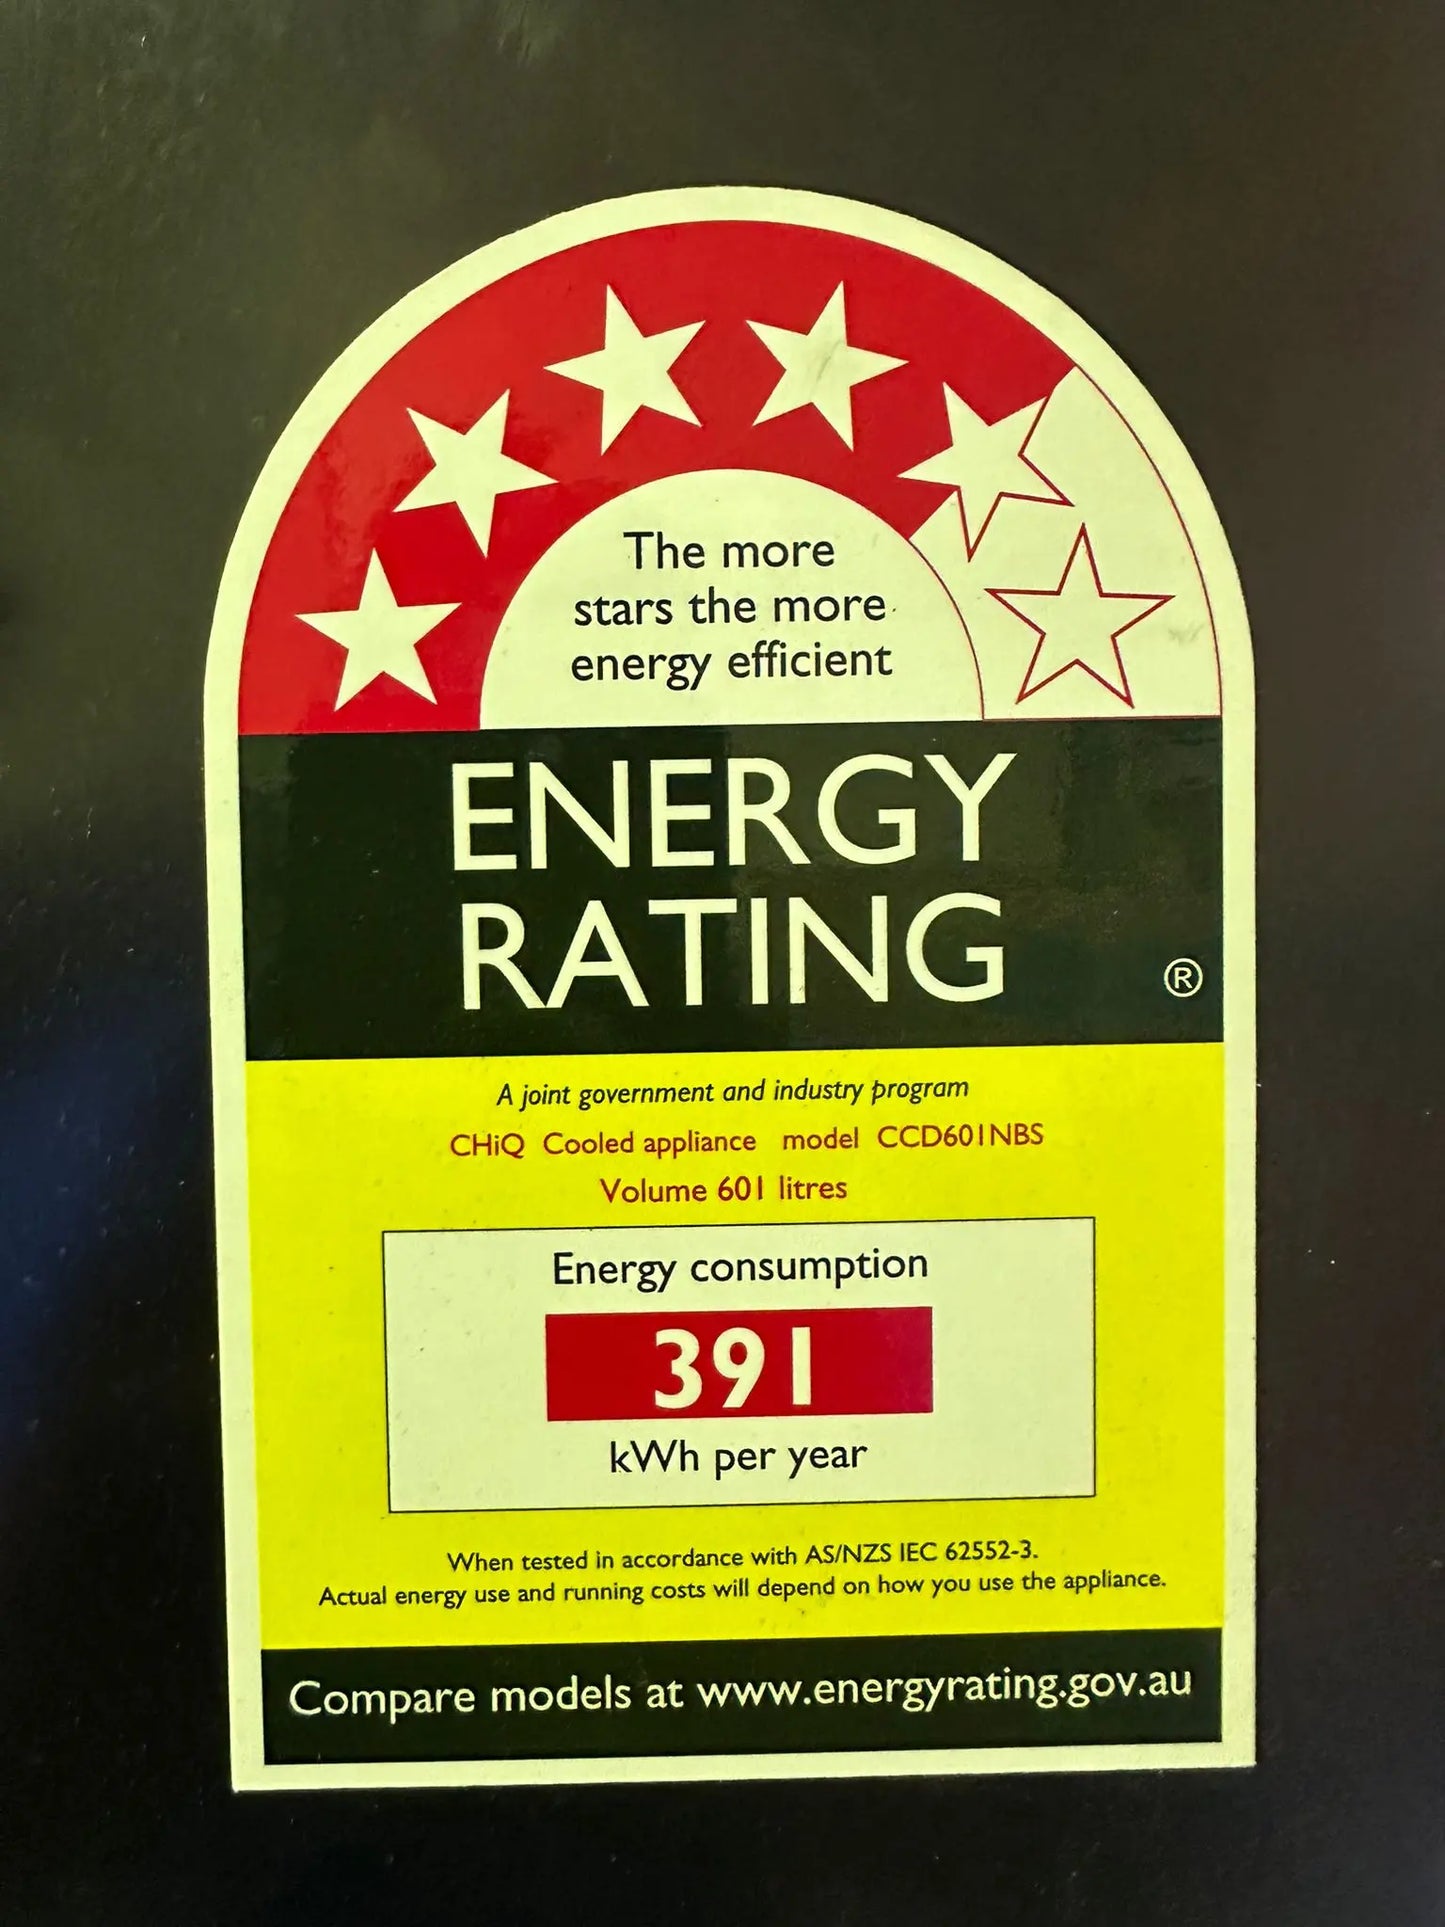 The more
stars the more
energy efficient
ENERGY
RATING
®
A joint government and industry program
CHiQ Cooled appliance model CCD601NBS
Volume 601 litres
Energy consumption
391
kWh per year
When tested in accordance with AS/NZS IEC 62552-3.
Actual energy use and running costs will depend on how you use the appliance.
Compare models at www.energyrating.gov.au